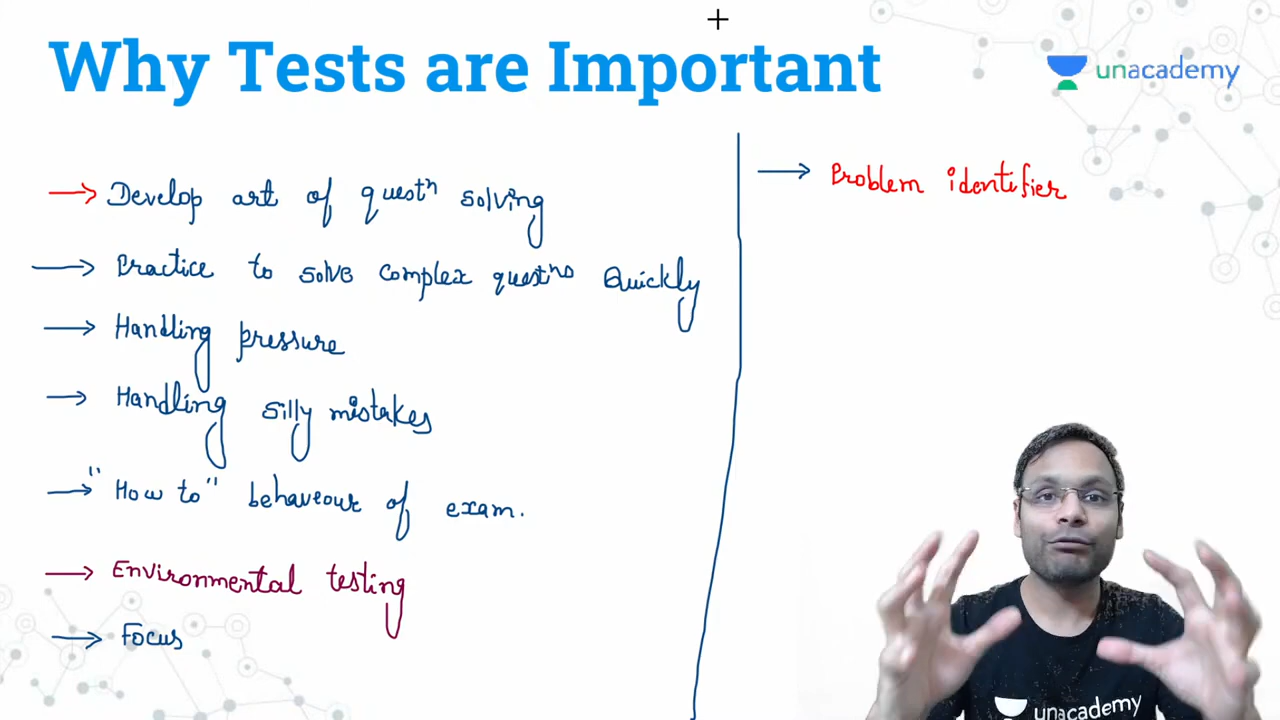 Why Tests are Important
unacademy
→ Develop art of questⁿ solving
→ Practice to solve complex questⁿs Quickly
→ Handling pressure
→ Handling silly mistakes
→ "How to" behaveour of exam.
→ Environmental testing
→ Focus
→ Problem identifier
unacademy